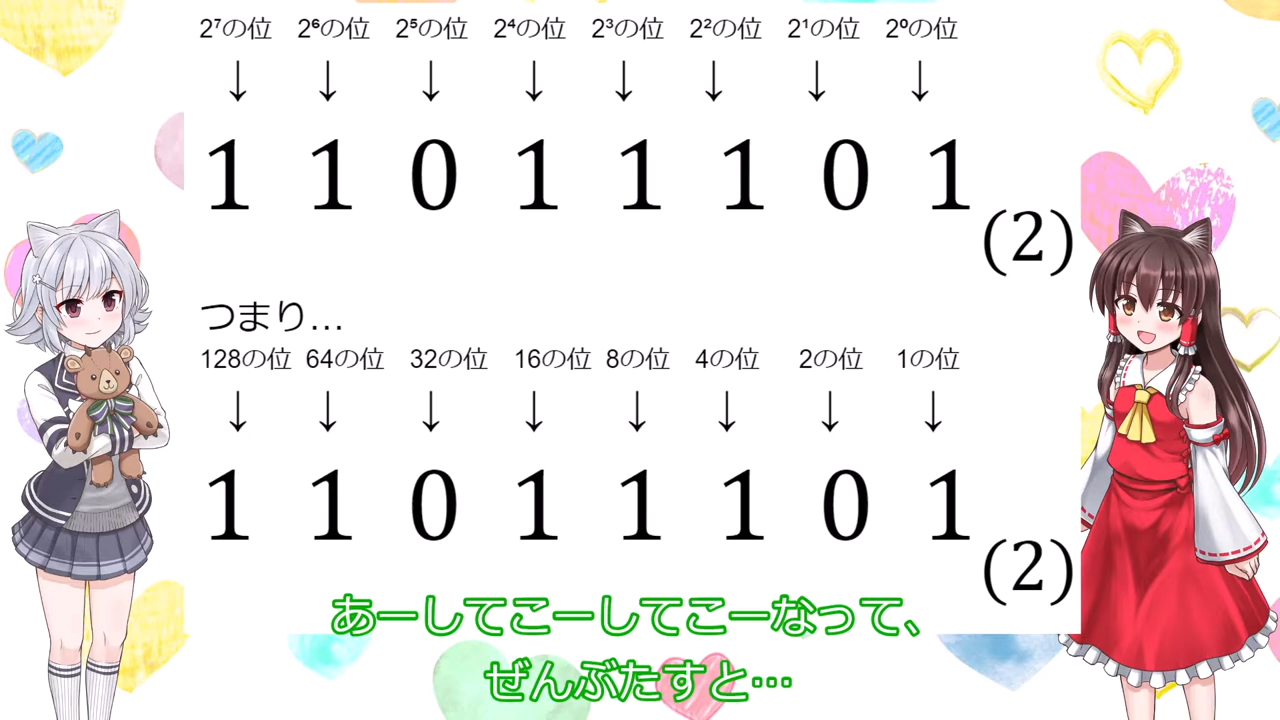 2⁷の位 2⁶の位 2⁵の位 2⁴の位 2³の位 2²の位 2¹の位 2⁰の位
↓ ↓ ↓ ↓ ↓ ↓ ↓ ↓
1 1 0 1 1 1 0 1 (2)
つまり…
128の位 64の位 32の位 16の位 8の位 4の位 2の位 1の位
↓ ↓ ↓ ↓ ↓ ↓ ↓ ↓
1 1 0 1 1 1 0 1 (2)
あーしてこーしてこーなって、
ぜんぶたすと…